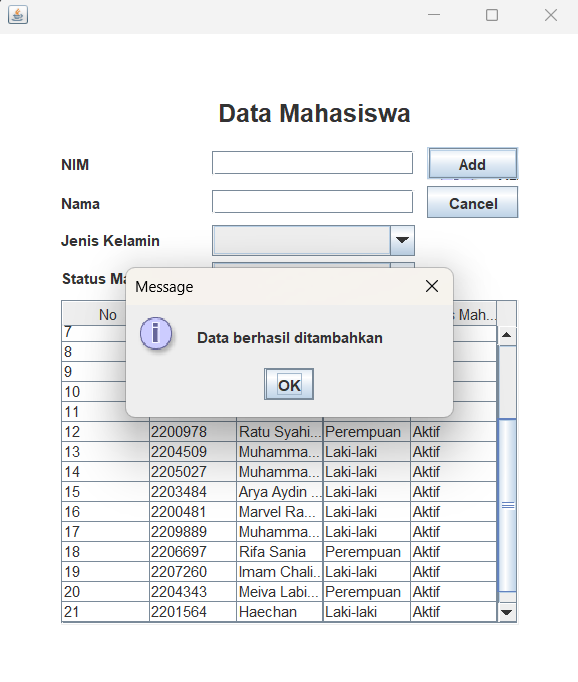 Data Mahasiswa
NIM Add
Nama Cancel
Jenis Kelamin
Status Ma
Message
Data berhasil ditambahkan
OK
No Mah...
7
8
9
10
11
12 2200978 Ratu Syahi... Perempuan Aktif
13 2204509 Muhamma... Laki-laki Aktif
14 2205027 Muhamma... Laki-laki Aktif
15 2203484 Arya Aydin ... Laki-laki Aktif
16 2200481 Marvel Ra... Laki-laki Aktif
17 2209889 Muhamma... Laki-laki Aktif
18 2206697 Rifa Sania Perempuan Aktif
19 2207260 Imam Chali... Laki-laki Aktif
20 2204343 Meiva Labi... Perempuan Aktif
21 2201564 Haechan Laki-laki Aktif